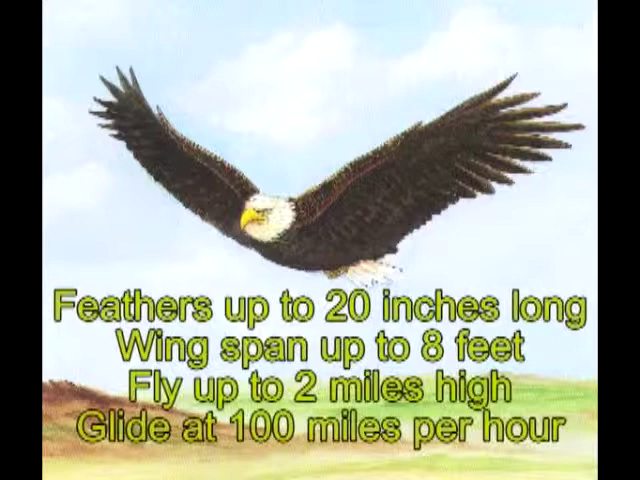 Feathers up to 20 inches long
Wing span up to 8 feet
Fly up to 2 miles high
Glide at 100 miles per hour